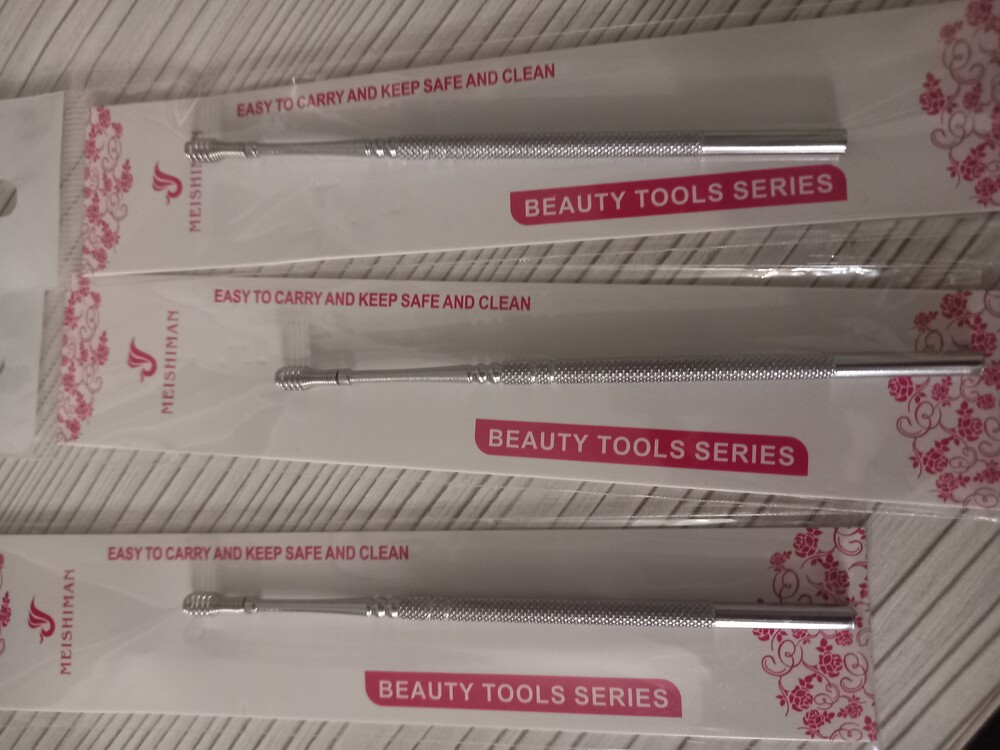 EASY TO CARRY AND KEEP SAFE AND CLEAN
MEISHIMAN
BEAUTY TOOLS SERIES
EASY TO CARRY AND KEEP SAFE AND CLEAN
MEISHIMAN
BEAUTY TOOLS SERIES
EASY TO CARRY AND KEEP SAFE AND CLEAN
MEISHIMAN
BEAUTY TOOLS SERIES